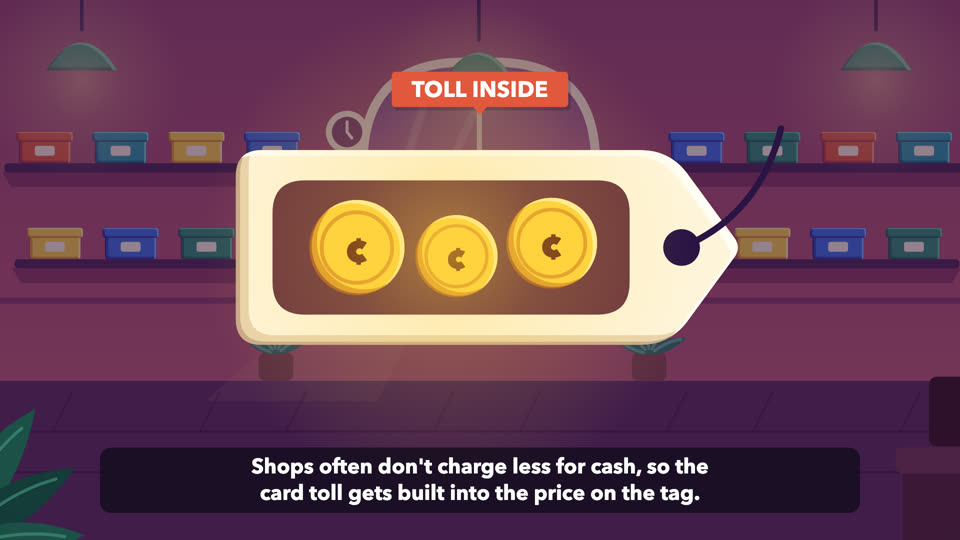 TOLL INSIDE
¢ ¢ ¢
Shops often don't charge less for cash, so the
card toll gets built into the price on the tag.